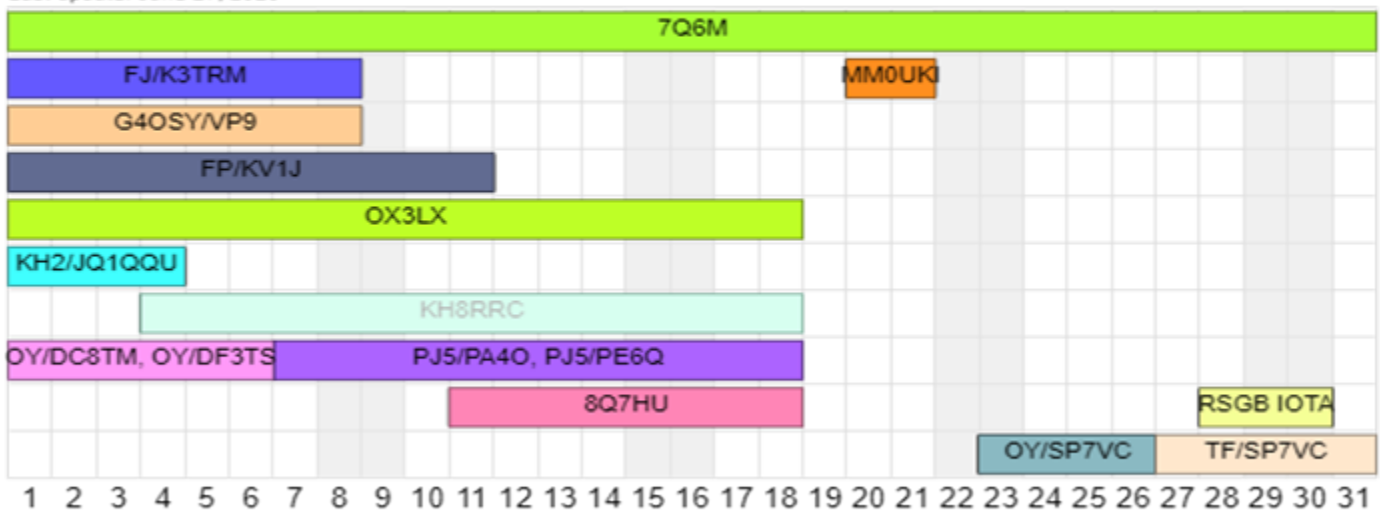 7Q6M
FJ/K3TRM MM0UKI
G4OSY/VP9
FP/KV1J
OX3LX
KH2/JQ1QQU
KH8RRC
OY/DC8TM, OY/DF3TS PJ5/PA4O, PJ5/PE6Q
8Q7HU RSGB IOTA
OY/SP7VC TF/SP7VC
1 2 3 4 5 6 7 8 9 10 11 12 13 14 15 16 17 18 19 20 21 22 23 24 25 26 27 28 29 30 31